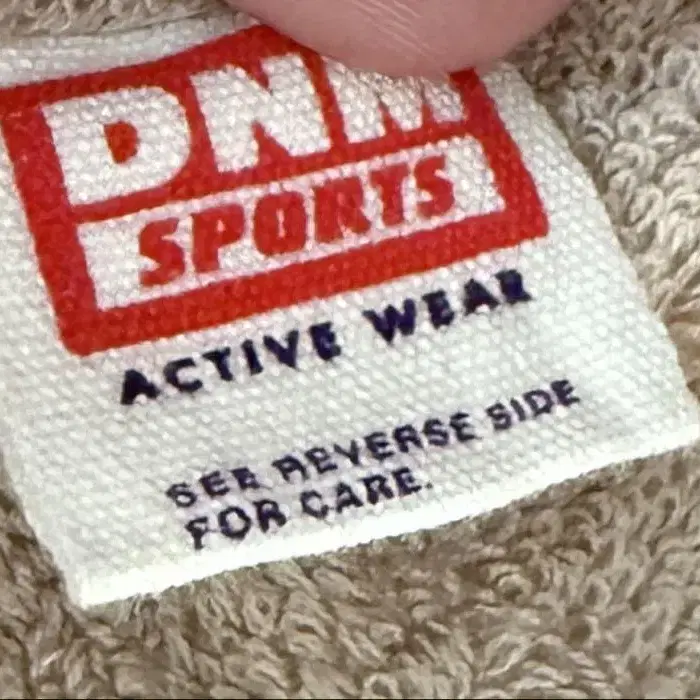 DNM
SPORTS
ACTIVE WEAR
SEE REVERSE SIDE
FOR CARE.